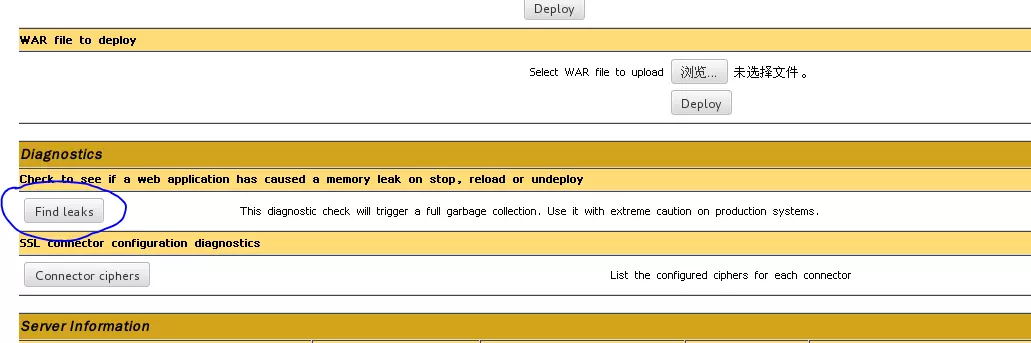 Deploy
WAR file to deploy
Select WAR file to upload 浏览... 未选择文件。
Deploy
Diagnostics
Check to see if a web application has caused a memory leak on stop, reload or undeploy
Find leaks This diagnostic check will trigger a full garbage collection. Use it with extreme caution on production systems.
SSL connector configuration diagnostics
Connector ciphers List the configured ciphers for each connector
Server Information